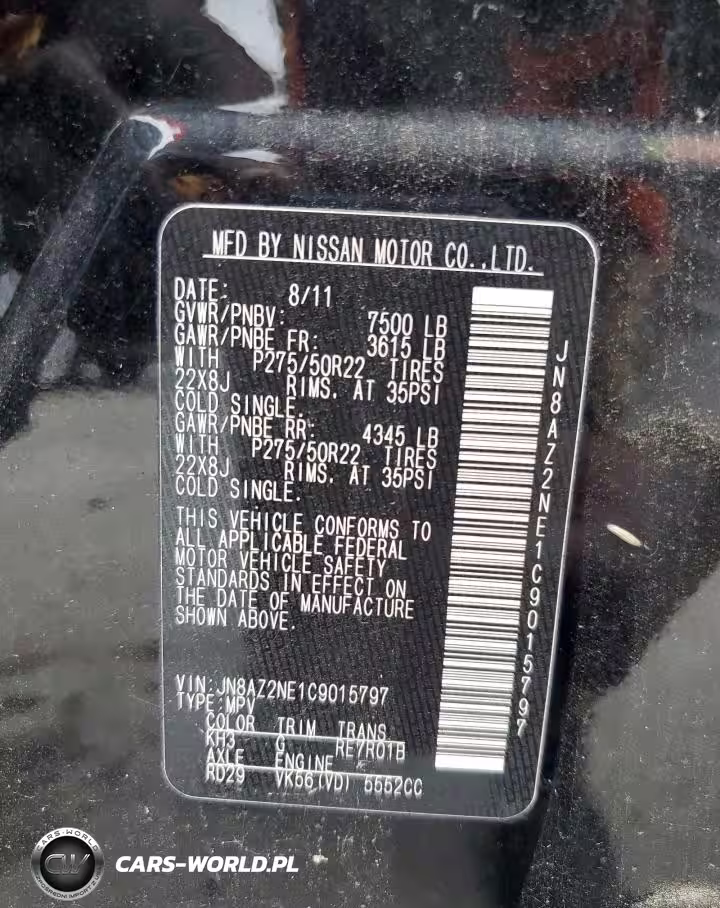 MFD BY NISSAN MOTOR CO.,LTD.
DATE: 8/11
GVWR/PNBV: 7500 LB
GAWR/PNBE FR: 3615 LB
WITH P275/50R22 TIRES
22X8J RIMS. AT 35PSI
COLD SINGLE.
GAWR/PNBE RR: 4345 LB
WITH P275/50R22 TIRES
22X8J RIMS. AT 35PSI
COLD SINGLE.
THIS VEHICLE CONFORMS TO
ALL APPLICABLE FEDERAL
MOTOR VEHICLE SAFETY
STANDARDS IN EFFECT ON
THE DATE OF MANUFACTURE
SHOWN ABOVE.
VIN:JN8AZ2NE1C9015797
TYPE:MPV
COLOR TRIM TRANS
KH3 G RE7R01B
AXLE ENGINE
RD29 VK56(VD) 5552CC
JN8AZ2NE1C9015797
CARS-WORLD
CW
CARS-WORLD.PL